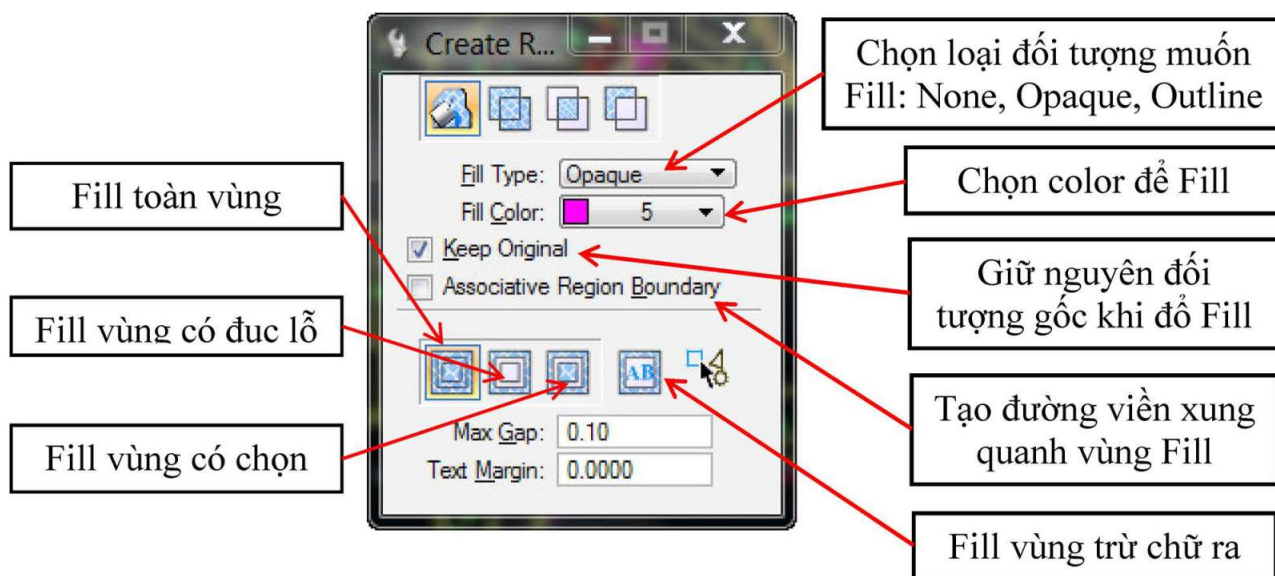 Create R...
Fill Type: Opaque
Fill Color: 5
Keep Original
Associative Region Boundary
AB
Max Gap: 0.10
Text Margin: 0.0000
Fill toàn vùng
Fill vùng có đục lỗ
Fill vùng có chọn
Chọn loại đối tượng muốn
Fill: None, Opaque, Outline
Chọn color để Fill
Giữ nguyên đối
tượng gốc khi đổ Fill
Tạo đường viền xung
quanh vùng Fill
Fill vùng trừ chữ ra